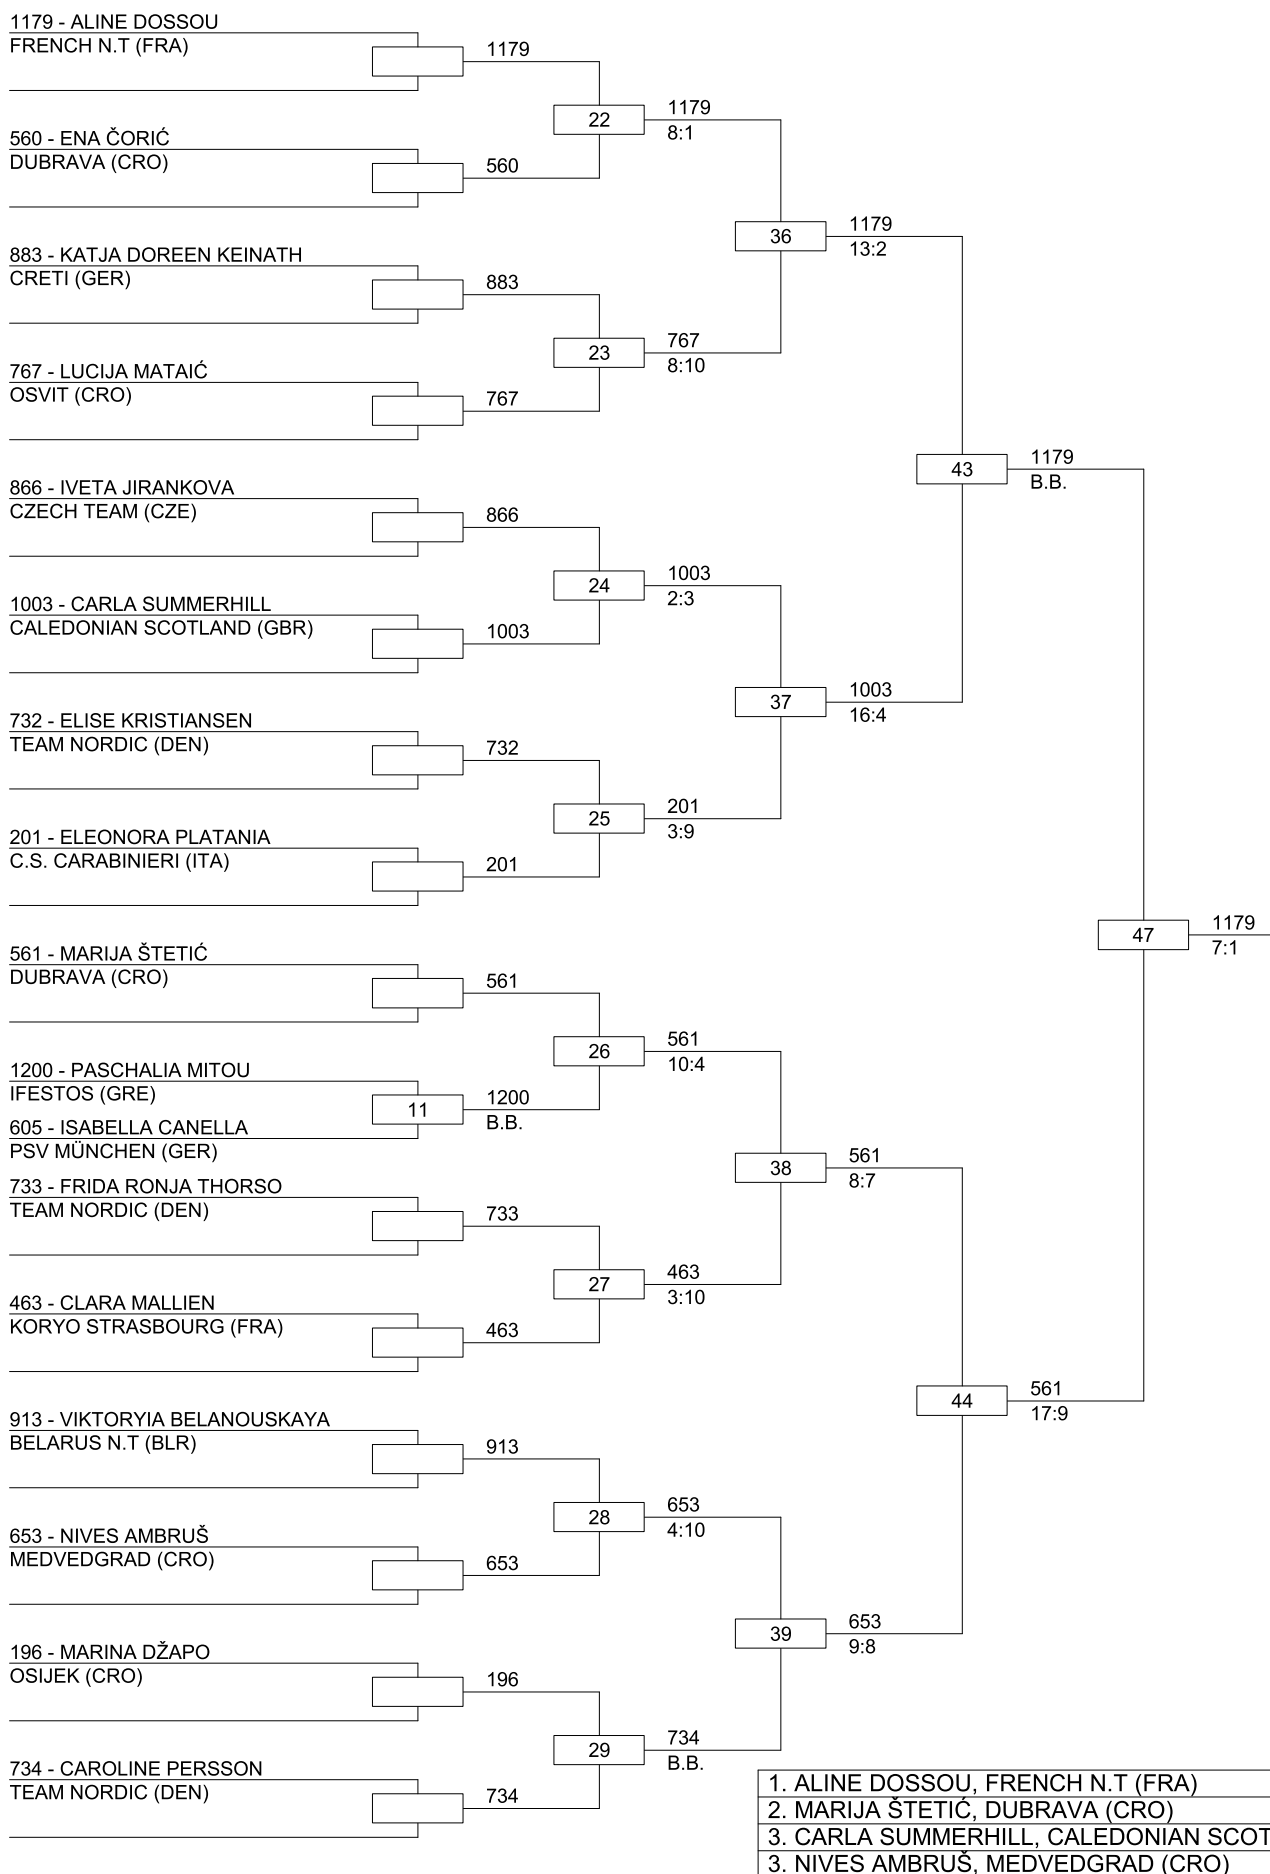 1179 - ALINE DOSSOU
FRENCH N.T (FRA)
1179
22
1179
8:1
560 - ENA ČORIĆ
DUBRAVA (CRO)
560
36
1179
13:2
883 - KATJA DOREEN KEINATH
CRETI (GER)
883
23
767
8:10
767 - LUCIJA MATAIĆ
OSVIT (CRO)
767
43
1179
B.B.
866 - IVETA JIRANKOVA
CZECH TEAM (CZE)
866
24
1003
2:3
1003 - CARLA SUMMERHILL
CALEDONIAN SCOTLAND (GBR)
1003
37
1003
16:4
732 - ELISE KRISTIANSEN
TEAM NORDIC (DEN)
732
25
201
3:9
201 - ELEONORA PLATANIA
C.S. CARABINIERI (ITA)
201
47
1179
7:1
561 - MARIJA ŠTETIĆ
DUBRAVA (CRO)
561
26
561
10:4
1200 - PASCHALIA MITOU
IFESTOS (GRE)
11
1200
B.B.
605 - ISABELLA CANELLA
PSV MÜNCHEN (GER)
38
561
8:7
733 - FRIDA RONJA THORSO
TEAM NORDIC (DEN)
733
27
463
3:10
463 - CLARA MALLIEN
KORYO STRASBOURG (FRA)
463
44
561
17:9
913 - VIKTORYIA BELANOUSKAYA
BELARUS N.T (BLR)
913
28
653
4:10
653 - NIVES AMBRUŠ
MEDVEDGRAD (CRO)
653
39
653
9:8
196 - MARINA DŽAPO
OSIJEK (CRO)
196
29
734
B.B.
734 - CAROLINE PERSSON
TEAM NORDIC (DEN)
734
1. ALINE DOSSOU, FRENCH N.T (FRA)
2. MARIJA ŠTETIĆ, DUBRAVA (CRO)
3. CARLA SUMMERHILL, CALEDONIAN SCOT
3. NIVES AMBRUŠ, MEDVEDGRAD (CRO)